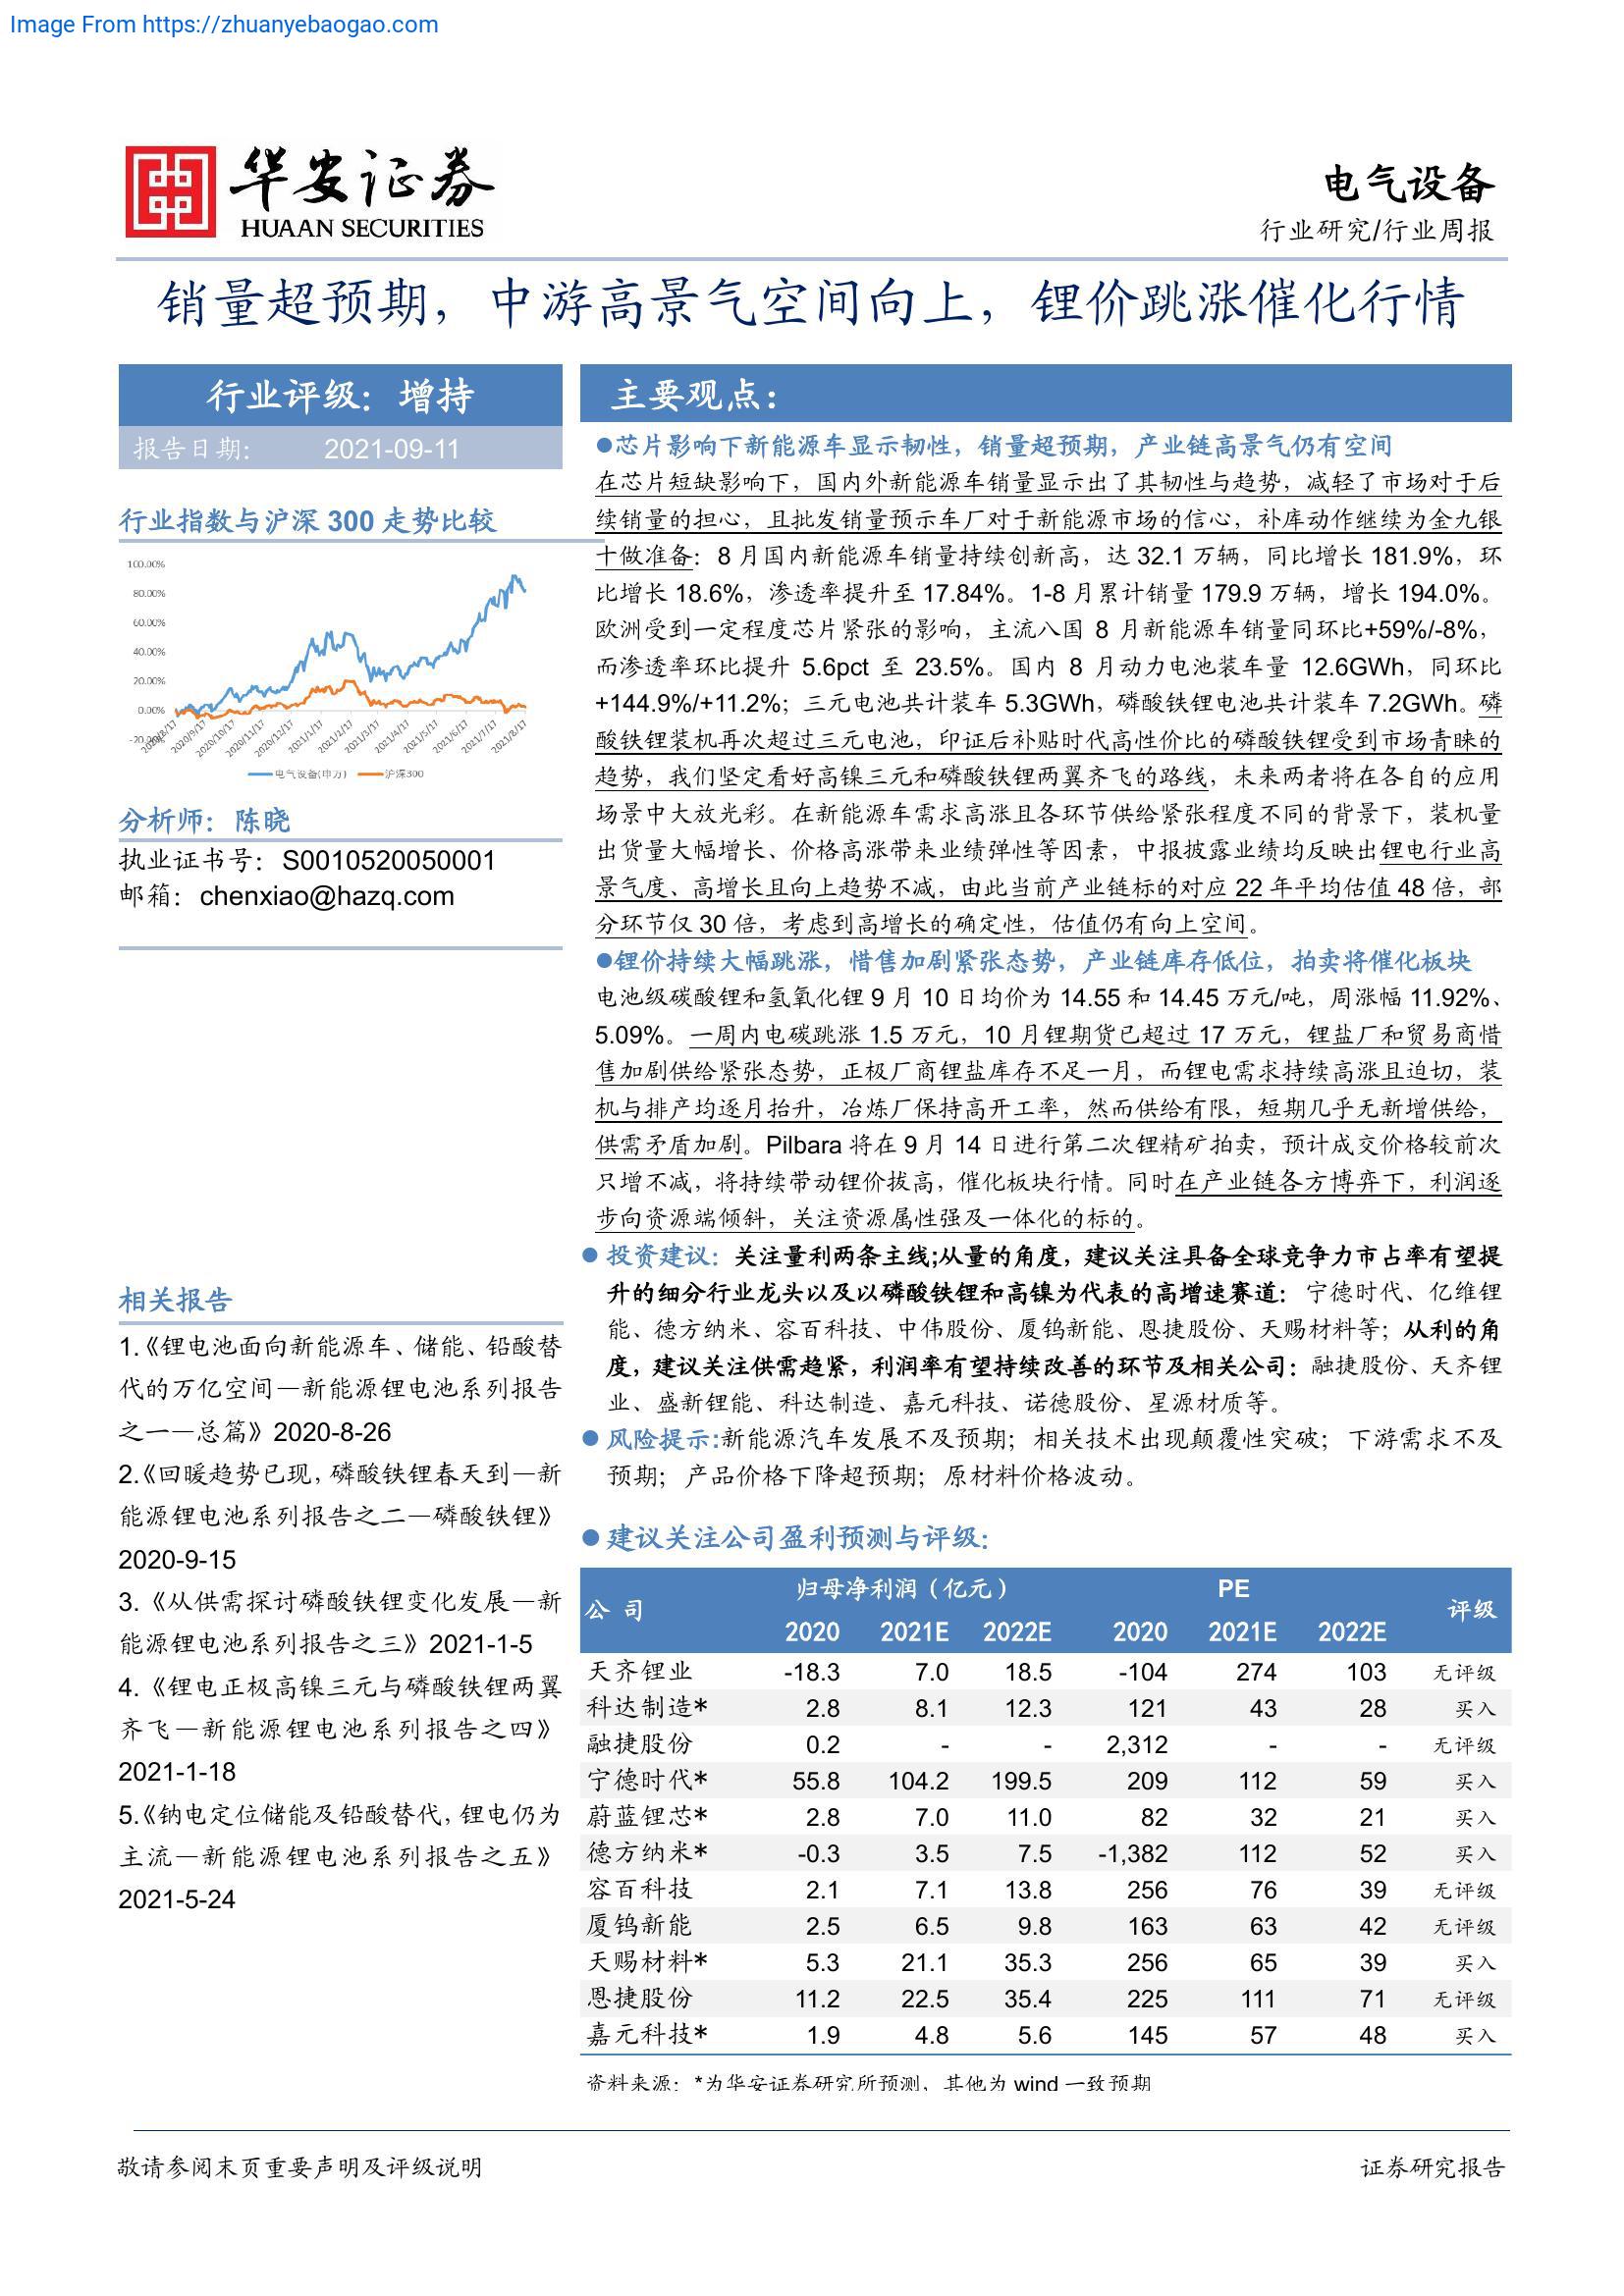 Image From https://zhuanyebaogao.com
华安证券
HUAAN SECURITIES
电气设备
行业研究/行业周报
销量超预期，中游高景气空间向上，锂价跳涨催化行情
行业评级：增持
报告日期： 2021-09-11
行业指数与沪深 300 走势比较
100.00%
80.00%
60.00%
40.00%
20.00%
0.00%
-20.00%
2020/8/17 2020/9/17 2020/10/17 2020/11/17 2020/12/17 2021/1/17 2021/2/17 2021/3/17 2021/4/17 2021/5/17 2021/6/17 2021/7/17 2021/8/17
电气设备(申万) 沪深300
分析师：陈晓
执业证书号：S0010520050001
邮箱：chenxiao@hazq.com
相关报告
1.《锂电池面向新能源车、储能、铅酸替
代的万亿空间—新能源锂电池系列报告
之一—总篇》2020-8-26
2.《回暖趋势已现，磷酸铁锂春天到—新
能源锂电池系列报告之二—磷酸铁锂》
2020-9-15
3.《从供需探讨磷酸铁锂变化发展—新
能源锂电池系列报告之三》2021-1-5
4.《锂电正极高镍三元与磷酸铁锂两翼
齐飞—新能源锂电池系列报告之四》
2021-1-18
5.《钠电定位储能及铅酸替代，锂电仍为
主流—新能源锂电池系列报告之五》
2021-5-24
主要观点：
●芯片影响下新能源车显示韧性，销量超预期，产业链高景气仍有空间
在芯片短缺影响下，国内外新能源车销量显示出了其韧性与趋势，减轻了市场对于后
续销量的担心，且批发销量预示车厂对于新能源市场的信心，补库动作继续为金九银
十做准备：8 月国内新能源车销量持续创新高，达 32.1 万辆，同比增长 181.9%，环
比增长 18.6%，渗透率提升至 17.84%。1-8 月累计销量 179.9 万辆，增长 194.0%。
欧洲受到一定程度芯片紧张的影响，主流八国 8 月新能源车销量同环比+59%/-8%，
而渗透率环比提升 5.6pct 至 23.5%。国内 8 月动力电池装车量 12.6GWh，同环比
+144.9%/+11.2%；三元电池共计装车 5.3GWh，磷酸铁锂电池共计装车 7.2GWh。磷
酸铁锂装机再次超过三元电池，印证后补贴时代高性价比的磷酸铁锂受到市场青睐的
趋势，我们坚定看好高镍三元和磷酸铁锂两翼齐飞的路线，未来两者将在各自的应用
场景中大放光彩。在新能源车需求高涨且各环节供给紧张程度不同的背景下，装机量
出货量大幅增长、价格高涨带来业绩弹性等因素，中报披露业绩均反映出锂电行业高
景气度、高增长且向上趋势不减，由此当前产业链标的对应 22 年平均估值 48 倍，部
分环节仅 30 倍，考虑到高增长的确定性，估值仍有向上空间。
●锂价持续大幅跳涨，惜售加剧紧张态势，产业链库存低位，拍卖将催化板块
电池级碳酸锂和氢氧化锂 9 月 10 日均价为 14.55 和 14.45 万元/吨，周涨幅 11.92%、
5.09%。一周内电碳跳涨 1.5 万元，10 月锂期货已超过 17 万元，锂盐厂和贸易商惜
售加剧供给紧张态势，正极厂商锂盐库存不足一月，而锂电需求持续高涨且迫切，装
机与排产均逐月抬升，冶炼厂保持高开工率，然而供给有限，短期几乎无新增供给，
供需矛盾加剧。Pilbara 将在 9 月 14 日进行第二次锂精矿拍卖，预计成交价格较前次
只增不减，将持续带动锂价拔高，催化板块行情。同时在产业链各方博弈下，利润逐
步向资源端倾斜，关注资源属性强及一体化的标的。
● 投资建议：关注量利两条主线;从量的角度，建议关注具备全球竞争力市占率有望提
升的细分行业龙头以及以磷酸铁锂和高镍为代表的高增速赛道：宁德时代、亿维锂
能、德方纳米、容百科技、中伟股份、厦钨新能、恩捷股份、天赐材料等；从利的角
度，建议关注供需趋紧，利润率有望持续改善的环节及相关公司：融捷股份、天齐锂
业、盛新锂能、科达制造、嘉元科技、诺德股份、星源材质等。
● 风险提示:新能源汽车发展不及预期；相关技术出现颠覆性突破；下游需求不及
预期；产品价格下降超预期；原材料价格波动。
● 建议关注公司盈利预测与评级：
公 司 归母净利润（亿元） PE 评级
2020 2021E 2022E 2020 2021E 2022E
天齐锂业 -18.3 7.0 18.5 -104 274 103 无评级
科达制造* 2.8 8.1 12.3 121 43 28 买入
融捷股份 0.2 - - 2,312 - - 无评级
宁德时代* 55.8 104.2 199.5 209 112 59 买入
蔚蓝锂芯* 2.8 7.0 11.0 82 32 21 买入
德方纳米* -0.3 3.5 7.5 -1,382 112 52 买入
容百科技 2.1 7.1 13.8 256 76 39 无评级
厦钨新能 2.5 6.5 9.8 163 63 42 无评级
天赐材料* 5.3 21.1 35.3 256 65 39 买入
恩捷股份 11.2 22.5 35.4 225 111 71 无评级
嘉元科技* 1.9 4.8 5.6 145 57 48 买入
资料来源：*为华安证券研究所预测，其他为 wind 一致预期
敬请参阅末页重要声明及评级说明
证券研究报告